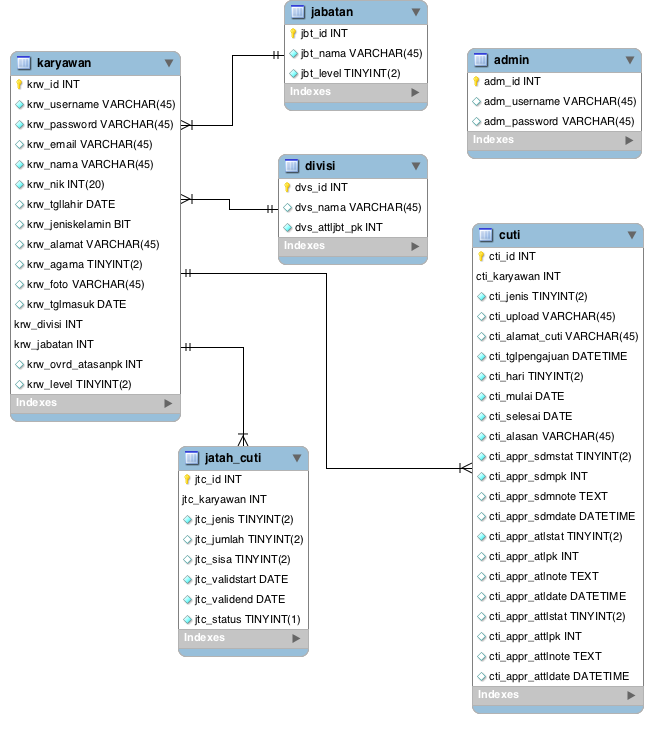 karyawan
krw_id INT
krw_username VARCHAR(45)
krw_password VARCHAR(45)
krw_email VARCHAR(45)
krw_nama VARCHAR(45)
krw_nik INT(20)
krw_tgllahir DATE
krw_jeniskelamin BIT
krw_alamat VARCHAR(45)
krw_agama TINYINT(2)
krw_foto VARCHAR(45)
krw_tglmasuk DATE
krw_divisi INT
krw_jabatan INT
krw_ovrd_atasanpk INT
krw_level TINYINT(2)
Indexes
jabatan
jbt_id INT
jbt_nama VARCHAR(45)
jbt_level TINYINT(2)
Indexes
divisi
dvs_id INT
dvs_nama VARCHAR(45)
dvs_attljbt_pk INT
Indexes
admin
adm_id INT
adm_username VARCHAR(45)
adm_password VARCHAR(45)
Indexes
jatah_cuti
jtc_id INT
jtc_karyawan INT
jtc_jenis TINYINT(2)
jtc_jumlah TINYINT(2)
jtc_sisa TINYINT(2)
jtc_validstart DATE
jtc_validend DATE
jtc_status TINYINT(1)
Indexes
cuti
cti_id INT
cti_karyawan INT
cti_jenis TINYINT(2)
cti_upload VARCHAR(45)
cti_alamat_cuti VARCHAR(45)
cti_tglpengajuan DATETIME
cti_hari TINYINT(2)
cti_mulai DATE
cti_selesai DATE
cti_alasan VARCHAR(45)
cti_appr_sdmstat TINYINT(2)
cti_appr_sdmpk INT
cti_appr_sdmnote TEXT
cti_appr_sdmdate DATETIME
cti_appr_atlstat TINYINT(2)
cti_appr_atlpk INT
cti_appr_atlnote TEXT
cti_appr_atldate DATETIME
cti_appr_attlstat TINYINT(2)
cti_appr_attlpk INT
cti_appr_attlnote TEXT
cti_appr_attldate DATETIME
Indexes